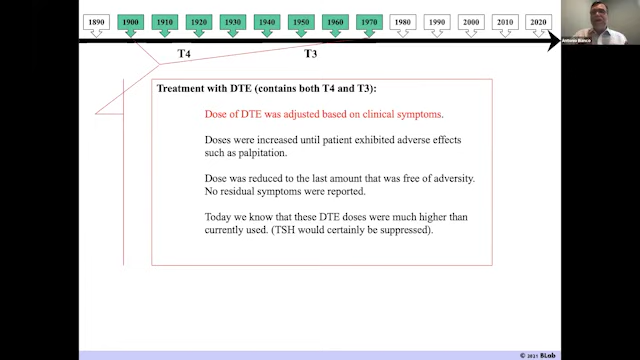 1890 1900 1910 1920 1930 1940 1950 1960 1970 1980 1990 2000 2010 2020
T4 T3
Treatment with DTE (contains both T4 and T3):
Dose of DTE was adjusted based on clinical symptoms.
Doses were increased until patient exhibited adverse effects
such as palpitation.
Dose was reduced to the last amount that was free of adversity.
No residual symptoms were reported.
Today we know that these DTE doses were much higher than
currently used. (TSH would certainly be suppressed).
Antonio Bianco
© 2021 BLab